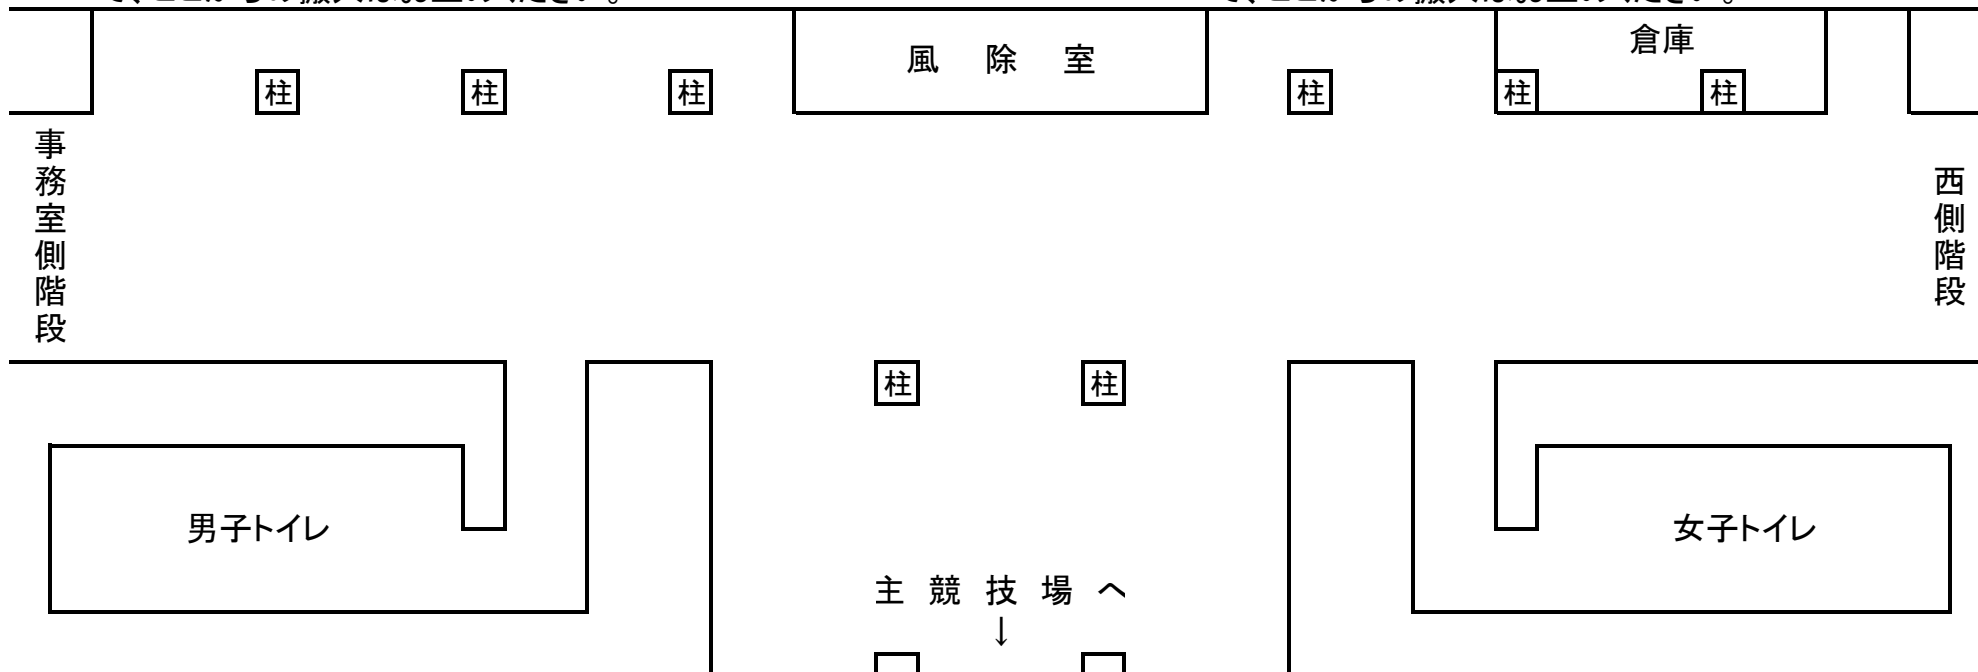 風 除 室
倉庫
柱
柱
柱
柱
柱
柱
事務室側階段
西側階段
柱
柱
男子トイレ
女子トイレ
主 競 技 場 へ
↓